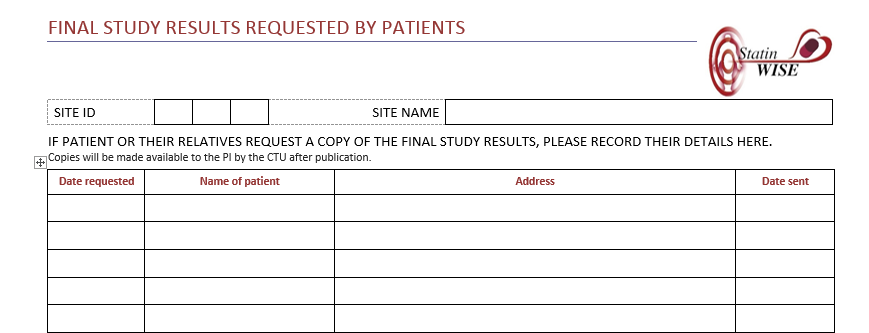 FINAL STUDY RESULTS REQUESTED BY PATIENTS
Statin
WISE
SITE ID SITE NAME
IF PATIENT OR THEIR RELATIVES REQUEST A COPY OF THE FINAL STUDY RESULTS, PLEASE RECORD THEIR DETAILS HERE.
Copies will be made available to the PI by the CTU after publication.
Date requested Name of patient Address Date sent